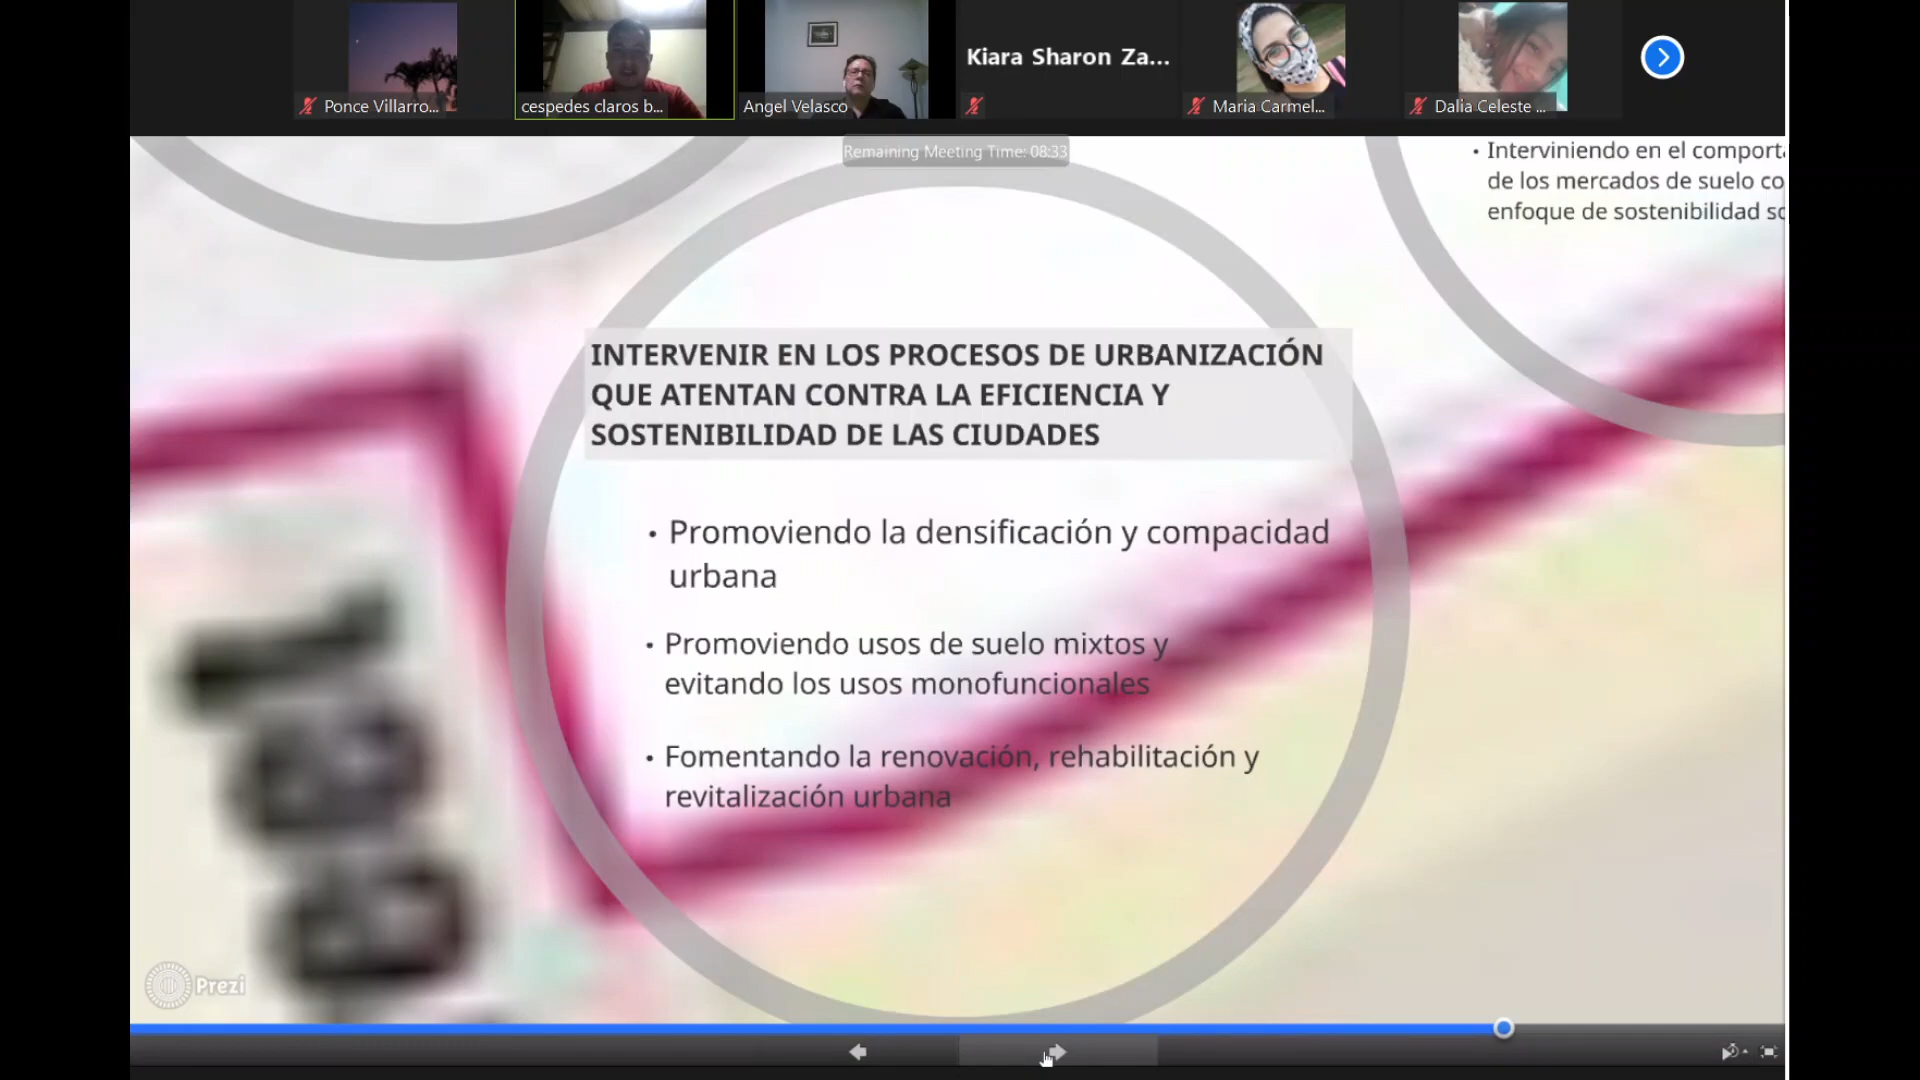 Ponce Villarro...
cespedes claros b...
Angel Velasco
Kiara Sharon Za...
Maria Carmel...
Dalia Celeste ...
Remaining Meeting Time: 08:33
• Interviniendo en el comport
de los mercados de suelo co
enfoque de sostenibilidad so
INTERVENIR EN LOS PROCESOS DE URBANIZACIÓN
QUE ATENTAN CONTRA LA EFICIENCIA Y
SOSTENIBILIDAD DE LAS CIUDADES
• Promoviendo la densificación y compacidad
urbana
• Promoviendo usos de suelo mixtos y
evitando los usos monofuncionales
• Fomentando la renovación, rehabilitación y
revitalización urbana
Prezi